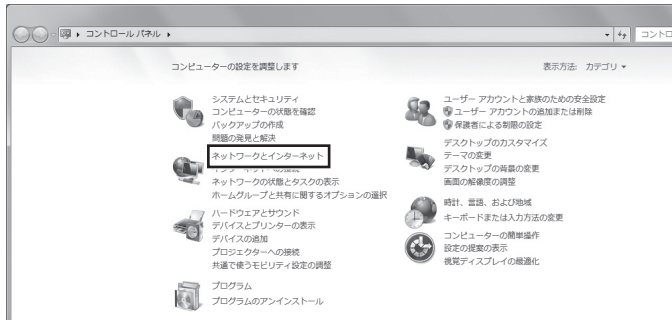 コントロール パネル
コントロ
コンピューターの設定を調整します
表示方法: カテゴリ
システムとセキュリティ
コンピューターの状態を確認
バックアップの作成
問題の発見と解決
ネットワークとインターネット
インターネットへの接続
ネットワークの状態とタスクの表示
ホームグループと共有に関するオプションの選択
ハードウェアとサウンド
デバイスとプリンターの表示
デバイスの追加
プロジェクターへの接続
共通で使うモビリティ設定の調整
プログラム
プログラムのアンインストール
ユーザー アカウントと家族のための安全設定
ユーザー アカウントの追加または削除
保護者による制限の設定
デスクトップのカスタマイズ
テーマの変更
デスクトップの背景の変更
画面の解像度の調整
時計、言語、および地域
キーボードまたは入力方法の変更
コンピューターの簡単操作
設定の提案の表示
視覚ディスプレイの最適化